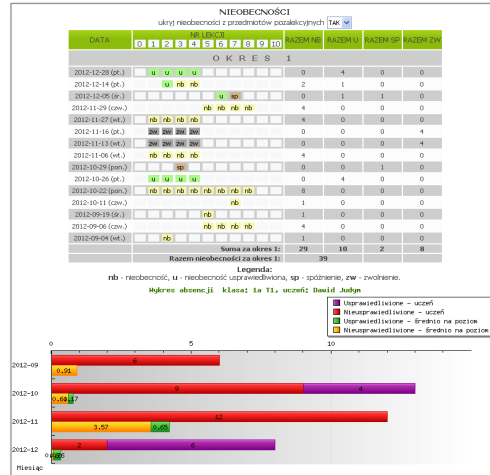 NIEOBECNOŚCI
ukryj nieobecności z przedmiotów pozalekcyjnych TAK
DATA NR LEKCJI RAZEM NB RAZEM U RAZEM SP RAZEM ZW
0 1 2 3 4 5 6 7 8 9 10
OKRES 1
2012-12-28 (pt.) u u u u 0 4 0 0
2012-12-14 (pt.) u nb nb 2 1 0 0
2012-12-05 (śr.) u sp 0 1 1 0
2012-11-29 (czw.) nb nb nb nb 4 0 0 0
2012-11-27 (wt.) nb nb nb nb 4 0 0 0
2012-11-16 (pt.) zw zw zw zw 0 0 0 4
2012-11-13 (wt.) zw zw zw zw 0 0 0 4
2012-11-06 (wt.) nb nb nb nb 4 0 0 0
2012-10-29 (pon.) sp 0 0 1 0
2012-10-26 (pt.) u u u u 0 4 0 0
2012-10-22 (pon.) nb nb nb nb nb nb nb nb 8 0 0 0
2012-10-11 (czw.) nb 1 0 0 0
2012-09-19 (śr.) nb 1 0 0 0
2012-09-06 (czw.) nb nb nb nb 4 0 0 0
2012-09-04 (wt.) nb 1 0 0 0
Suma za okres 1: 29 10 2 8
Razem nieobecności za okres 1: 39
Legenda:
nb - nieobecność, u - nieobecność usprawiedliwiona, sp - spóźnienie, zw - zwolnienie.
Wykres absencji klasa: 1a T1, uczeń: Dawid Judym
Usprawiedliwione - uczeń
Nieusprawiedliwione - uczeń
Usprawiedliwione - średnio na poziom
Nieusprawiedliwione - średnio na poziom
0 5 10
2012-09 6
0.91
2012-10 9 4
2012-11 12
3.57 0.65
2012-12 2 6
Miesiąc